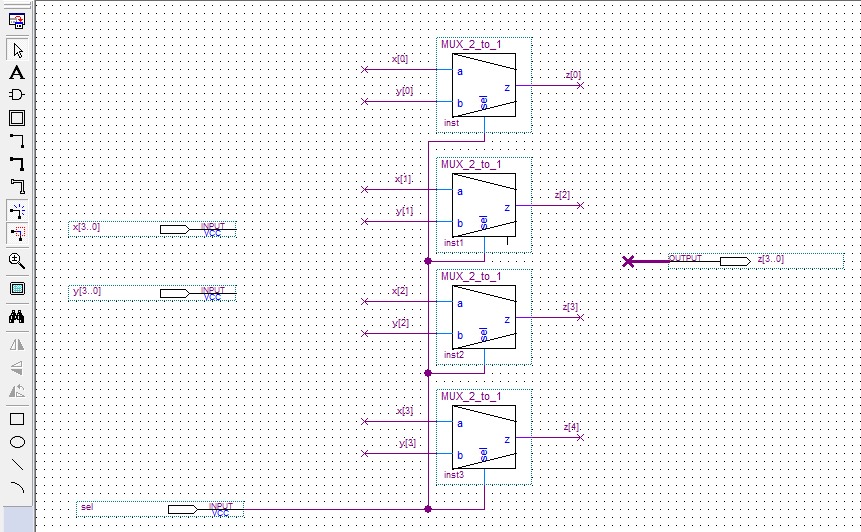 MUX_2_to_1
x[0]
a
z[0]
z
y[0]
b
sel
inst
MUX_2_to_1
x[1]
a
z[2]
z
y[1]
b
sel
inst1
x[3..0]
INPUT
VCC
OUTPUT
z[3..0]
MUX_2_to_1
y[3..0]
INPUT
VCC
x[2]
a
z[3]
z
y[2]
b
sel
inst2
MUX_2_to_1
x[3]
a
z[4]
z
y[3]
b
sel
inst3
sel
INPUT
VCC